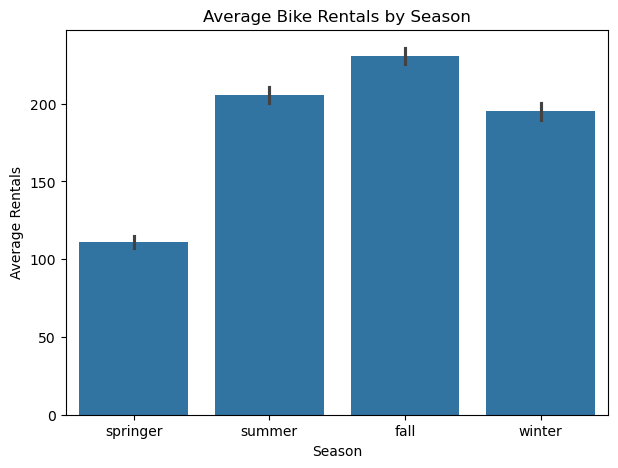 Average Bike Rentals by Season
Average Rentals
200
150
100
50
0
springer summer fall winter
Season